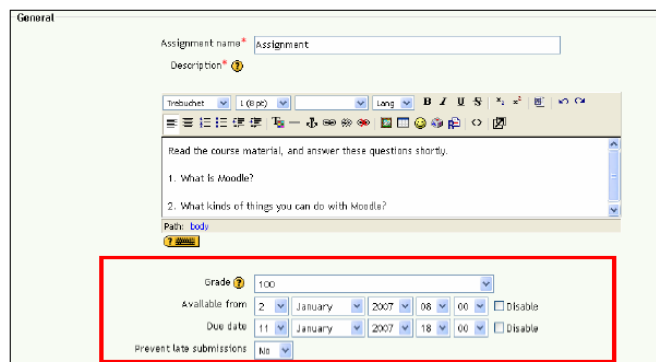 General
Assignment name* Assignment
Description*
Trebuchet 1 (8 pt) Lang B I U S x₂ x²
Read the course material, and answer these questions shortly.
1. What is Moodle?
2. What kinds of things you can do with Moodle?
Path: body
Grade 100
Available from 2 January 2007 08 00 Disable
Due date 11 January 2007 18 00 Disable
Prevent late submissions No